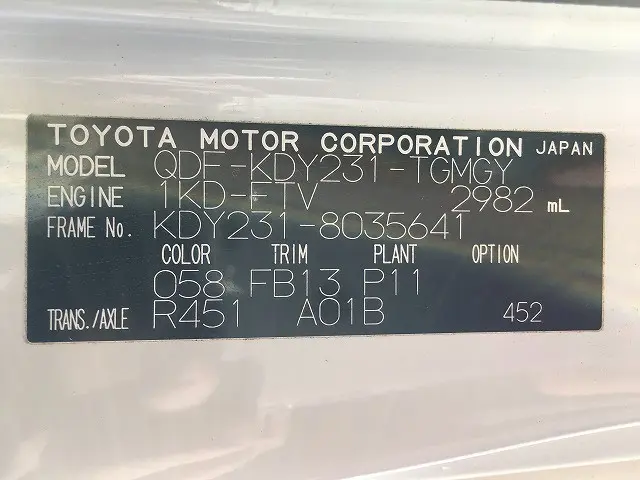 TOYOTA MOTOR CORPORATION JAPAN
MODEL QDF-KDY231-TGMGY
ENGINE 1KD-FTV 2982 mL
FRAME No. KDY231-8035641
COLOR TRIM PLANT OPTION
058 FB13 P11
TRANS./AXLE R451 A01B 452